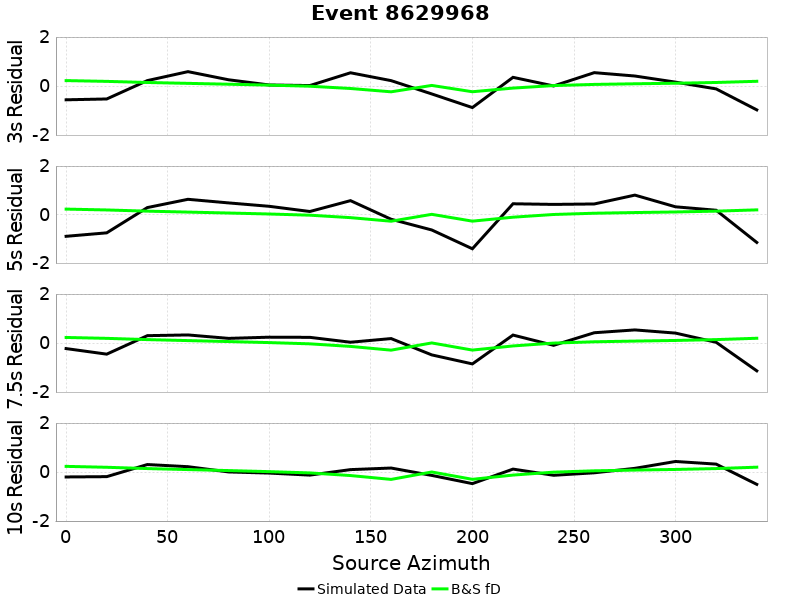 Event 8629968
3s Residual
2
0
-2
5s Residual
2
0
-2
7.5s Residual
2
0
-2
10s Residual
2
0
-2
0 50 100 150 200 250 300
Source Azimuth
Simulated Data B&S fD